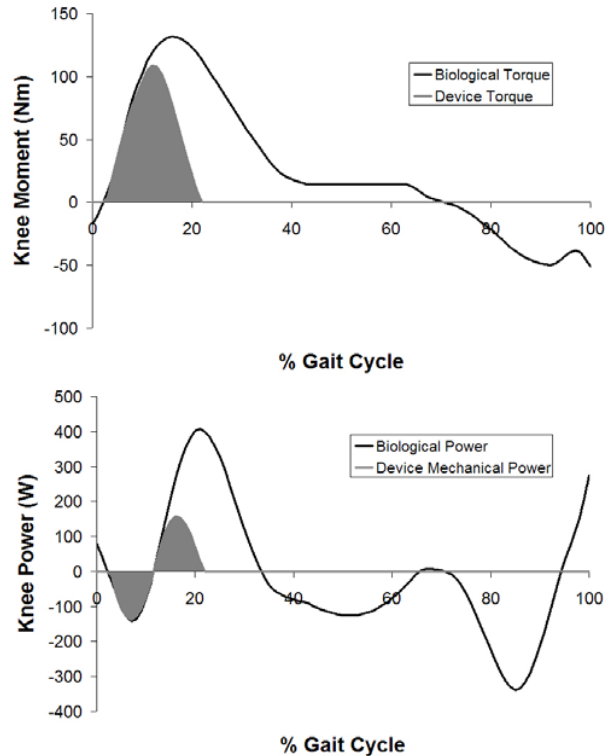 150
100
50
0
-50
-100
Knee Moment (Nm)
Biological Torque
Device Torque
0 20 40 60 80 100
% Gait Cycle
500
400
300
200
100
0
-100
-200
-300
-400
Knee Power (W)
Biological Power
Device Mechanical Power
0 20 40 60 80 100
% Gait Cycle